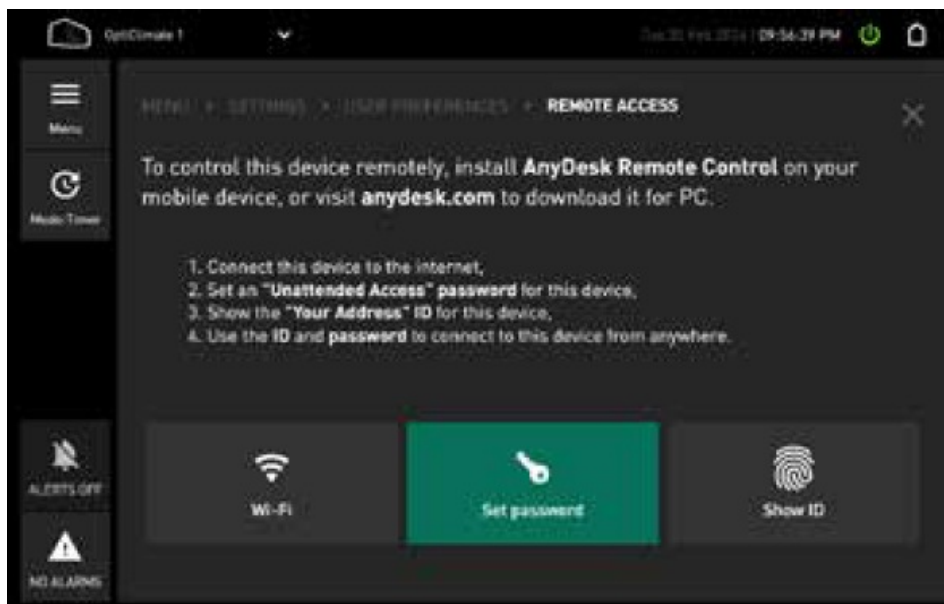 OptiClimate 1
09:56:39 PM
Menu
MENU SETTINGS USER PREFERENCES REMOTE ACCESS
Mode Timer
To control this device remotely, install AnyDesk Remote Control on your
mobile device, or visit anydesk.com to download it for PC.
1. Connect this device to the internet,
2. Set an "Unattended Access" password for this device,
3. Show the "Your Address" ID for this device,
4. Use the ID and password to connect to this device from anywhere.
ALERTS OFF
Wi-Fi
Set password
Show ID
NO ALARMS